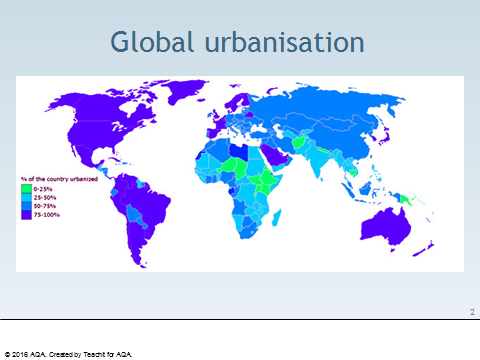 Global urbanisation
% of the country urbanized
0-25%
25-50%
50-75%
75-100%
2
© 2016 AQA. Created by Teachit for AQA.